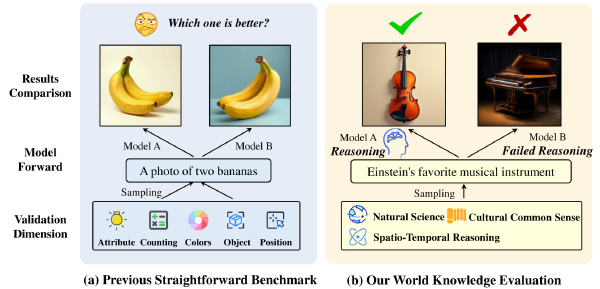 Which one is better?
Results
Comparison
Model A
Model B
Model
Forward
A photo of two bananas
Sampling
Validation
Dimension
Attribute
Counting
Colors
Object
Position
(a) Previous Straightforward Benchmark
Model A
Reasoning
Model B
Failed Reasoning
Einstein's favorite musical instrument
Sampling
Natural Science
Cultural Common Sense
Spatio-Temporal Reasoning
(b) Our World Knowledge Evaluation